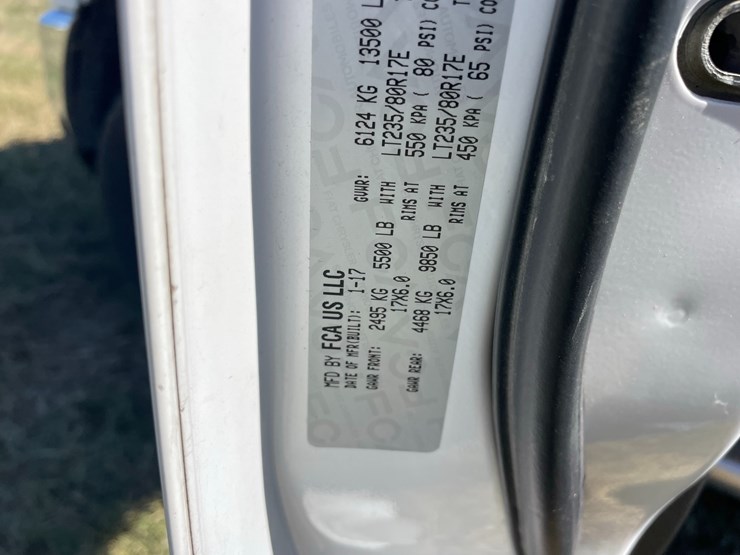 MFD BY FCA US LLC
DATE OF MFR(BUILT): 1-17 GVWR: 6124 KG 13500 L
GAWR FRONT: 2495 KG 5500 LB WITH LT235/80R17E
17X6.0 RIMS AT 550 KPA ( 80 PSI) CO
GAWR REAR: 4468 KG 9850 LB WITH LT235/80R17E
17X6.0 RIMS AT 450 KPA ( 65 PSI) CO